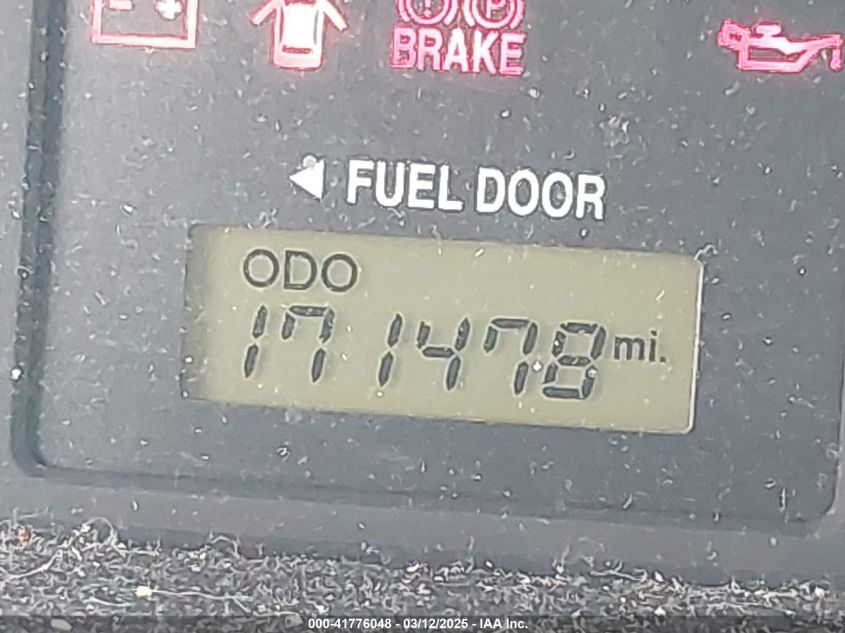 BRAKE
◄ FUEL DOOR
ODO
171478 mi.
000-41776048 - 03/12/2025 - IAA Inc.